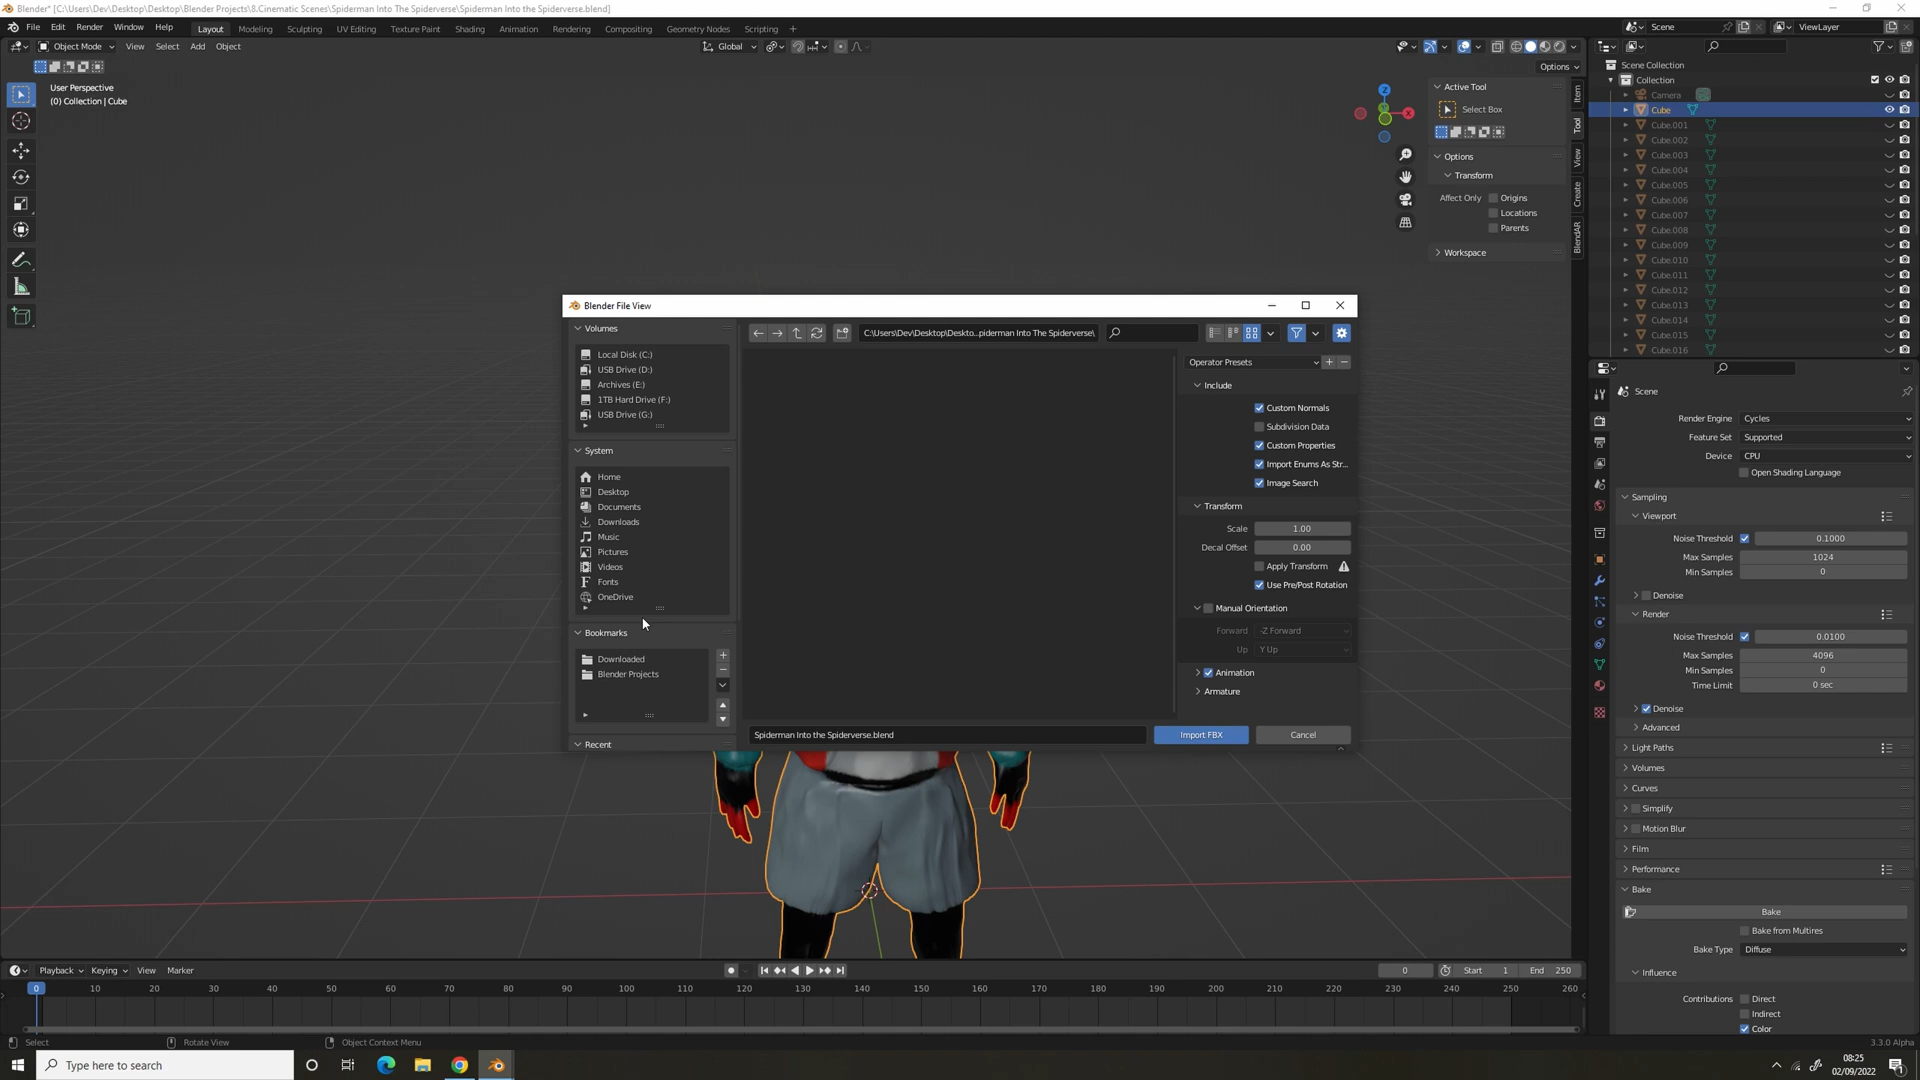 Blender* [C:\Users\Dev\Desktop\Desktop\Blender Projects\8.Cinematic Scenes\Spiderman Into The Spiderverse\Spiderman Into the Spiderverse.blend]
File Edit Render Window Help Layout Modeling Sculpting UV Editing Texture Paint Shading Animation Rendering Compositing Geometry Nodes Scripting + Scene ViewLayer
Object Mode View Select Add Object Global
Options
User Perspective
(0) Collection | Cube
Z
X
Y
Active Tool
Select Box
Options
Transform
Affect Only Origins
Locations
Parents
Workspace
Item
Tool
View
Create
BlendAR
Scene Collection
Collection
Camera
Cube
Cube.001
Cube.002
Cube.003
Cube.004
Cube.005
Cube.006
Cube.007
Cube.008
Cube.009
Cube.010
Cube.011
Cube.012
Cube.013
Cube.014
Cube.015
Cube.016
Blender File View
Volumes
Local Disk (C:)
USB Drive (D:)
Archives (E:)
1TB Hard Drive (F:)
USB Drive (G:)
System
Home
Desktop
Documents
Downloads
Music
Pictures
Videos
Fonts
OneDrive
Bookmarks
Downloaded
Blender Projects
Recent
C:\Users\Dev\Desktop\Deskto...piderman Into The Spiderverse\
Operator Presets
Include
Custom Normals
Subdivision Data
Custom Properties
Import Enums As Str...
Image Search
Transform
Scale 1.00
Decal Offset 0.00
Apply Transform
Use Pre/Post Rotation
Manual Orientation
Forward -Z Forward
Up Y Up
Animation
Armature
Spiderman Into the Spiderverse.blend Import FBX Cancel
Scene
Render Engine Cycles
Feature Set Supported
Device CPU
Open Shading Language
Sampling
Viewport
Noise Threshold 0.1000
Max Samples 1024
Min Samples 0
Denoise
Render
Noise Threshold 0.0100
Max Samples 4096
Min Samples 0
Time Limit 0 sec
Denoise
Advanced
Light Paths
Volumes
Curves
Simplify
Motion Blur
Film
Performance
Bake
Bake
Bake from Multires
Bake Type Diffuse
Influence
Contributions Direct
Indirect
Color
Playback Keying View Marker 0 Start 1 End 250
0 10 20 30 40 50 60 70 80 90 100 110 120 130 140 150 160 170 180 190 200 210 220 230 240 250 260
Select Rotate View Object Context Menu 3.3.0 Alpha
Type here to search
08:25
02/09/2022
1